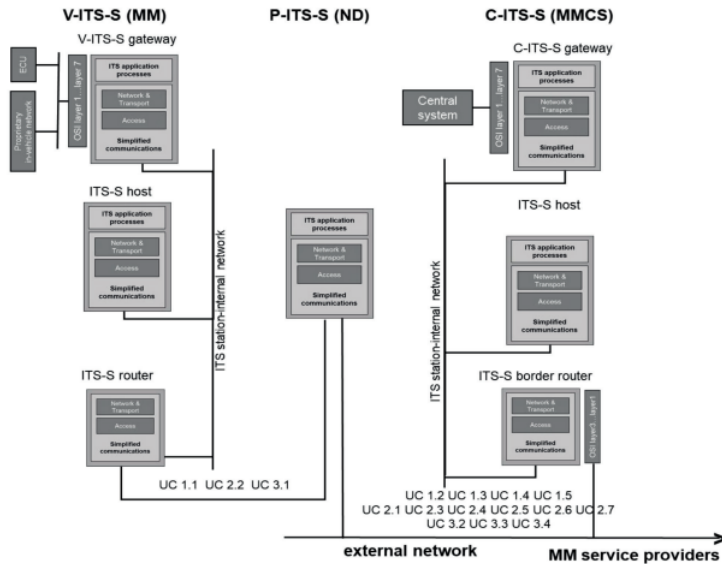 V-ITS-S (MM)
P-ITS-S (ND)
C-ITS-S (MMCS)
V-ITS-S gateway
ECU
Proprietary
in-vehicle network
OSI layer 1...layer 7
ITS application
processes
Network &
Transport
Access
Simplified
communications
ITS-S host
ITS application
processes
Network &
Transport
Access
Simplified
communications
ITS-S router
Network &
Transport
Access
Simplified
communications
ITS station-internal network
ITS application
processes
Network &
Transport
Access
Simplified
communications
C-ITS-S gateway
Central
system
OSI layer 1...layer 7
ITS application
processes
Network &
Transport
Access
Simplified
communications
ITS-S host
ITS application
processes
Network &
Transport
Access
Simplified
communications
ITS station-internal network
ITS-S border router
Network &
Transport
Access
Simplified
communications
OSI layer3...layer1
UC 1.1 UC 2.2 UC 3.1
UC 1.2 UC 1.3 UC 1.4 UC 1.5
UC 2.1 UC 2.3 UC 2.4 UC 2.5 UC 2.6 UC 2.7
UC 3.2 UC 3.3 UC 3.4
external network
MM service providers